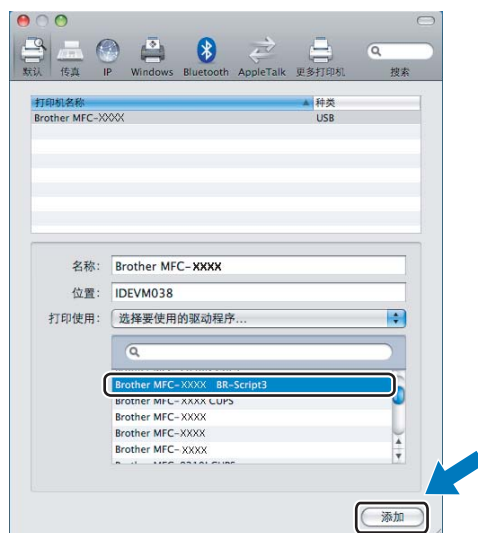 默认 传真 IP Windows Bluetooth AppleTalk 更多打印机 搜索
打印机名称 种类
Brother MFC-XXXX USB
名称: Brother MFC-XXXX
位置: IDEVM038
打印使用: 选择要使用的驱动程序...
Brother MFC-XXXX BR-Script3
Brother MFC-XXXX CUPS
Brother MFC-XXXX
Brother MFC-XXXX
Brother MFC-XXXX
添加